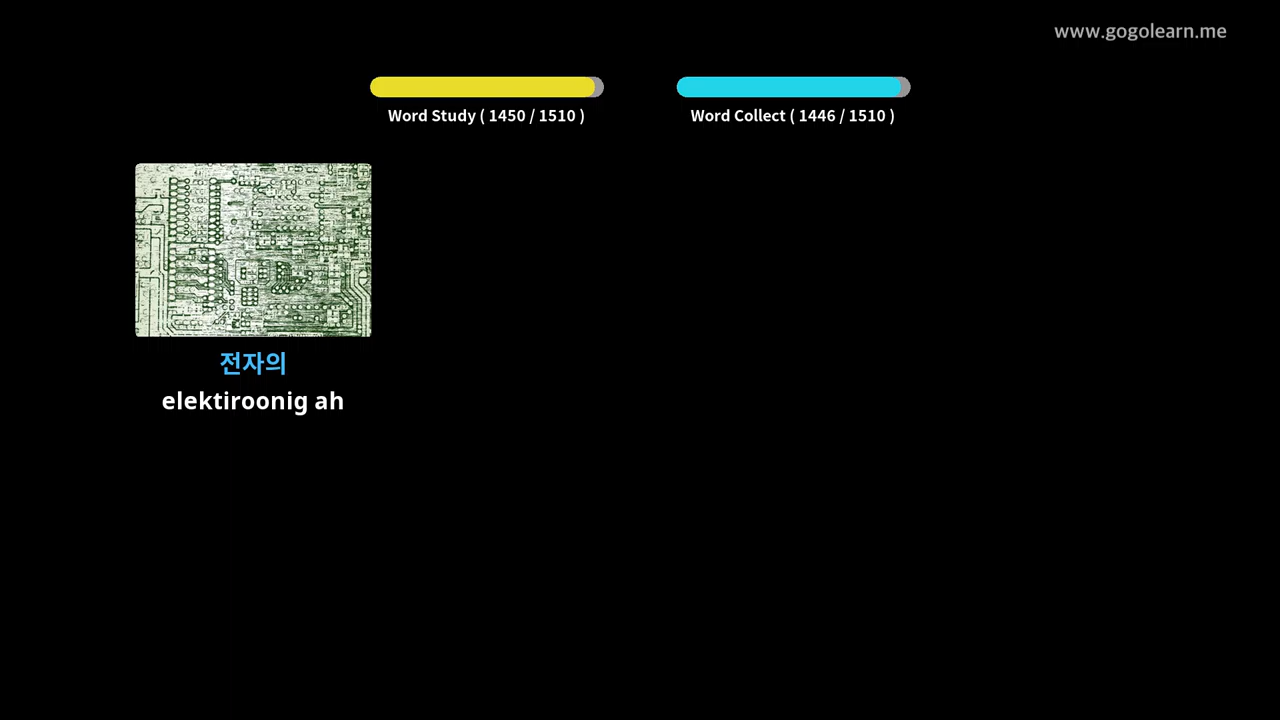 www.gogolearn.me
Word Study ( 1450 / 1510 )
Word Collect ( 1446 / 1510 )
전자의
elektiroonig ah